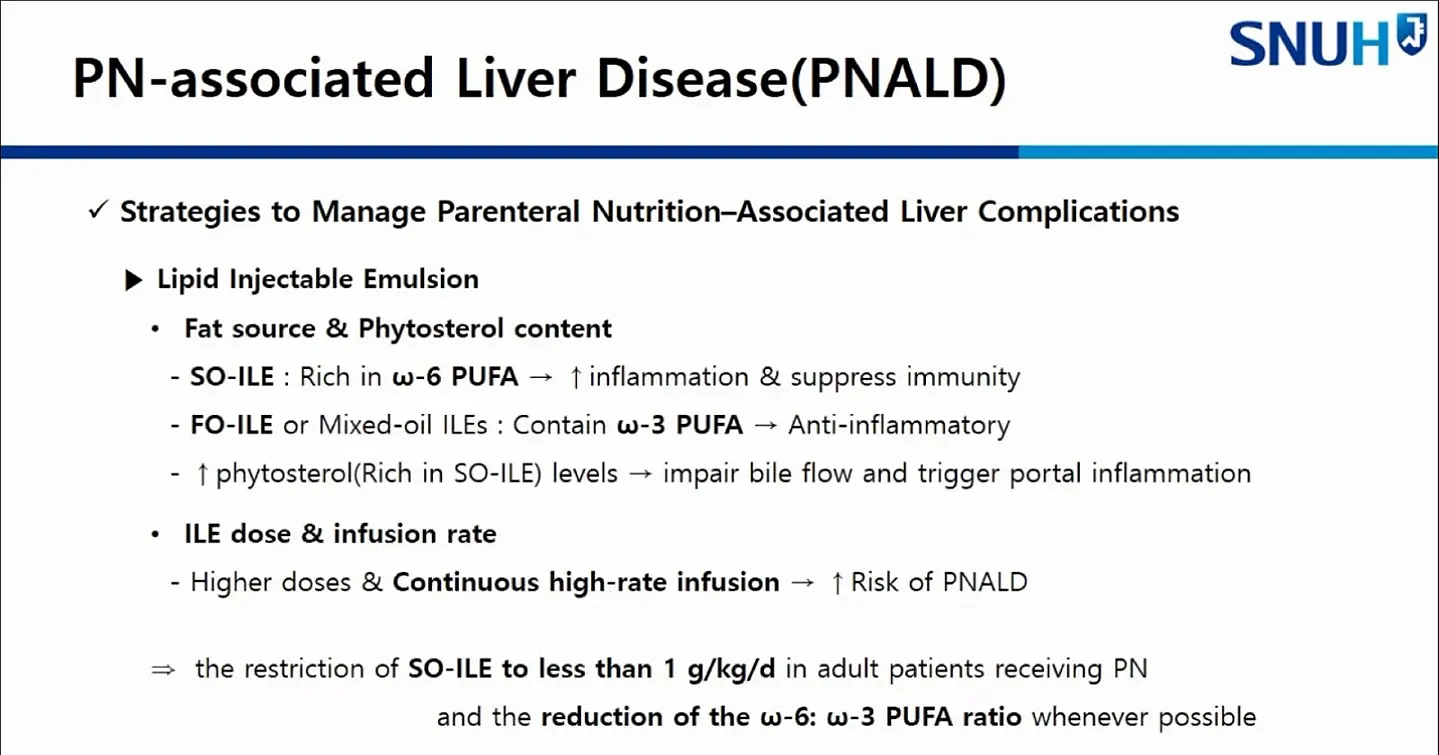 SNUH
PN-associated Liver Disease(PNALD)
✓ Strategies to Manage Parenteral Nutrition–Associated Liver Complications
▶ Lipid Injectable Emulsion
• Fat source & Phytosterol content
- SO-ILE : Rich in ω-6 PUFA → ↑inflammation & suppress immunity
- FO-ILE or Mixed-oil ILEs : Contain ω-3 PUFA → Anti-inflammatory
- ↑phytosterol(Rich in SO-ILE) levels → impair bile flow and trigger portal inflammation
• ILE dose & infusion rate
- Higher doses & Continuous high-rate infusion → ↑Risk of PNALD
⇒ the restriction of SO-ILE to less than 1 g/kg/d in adult patients receiving PN
and the reduction of the ω-6: ω-3 PUFA ratio whenever possible